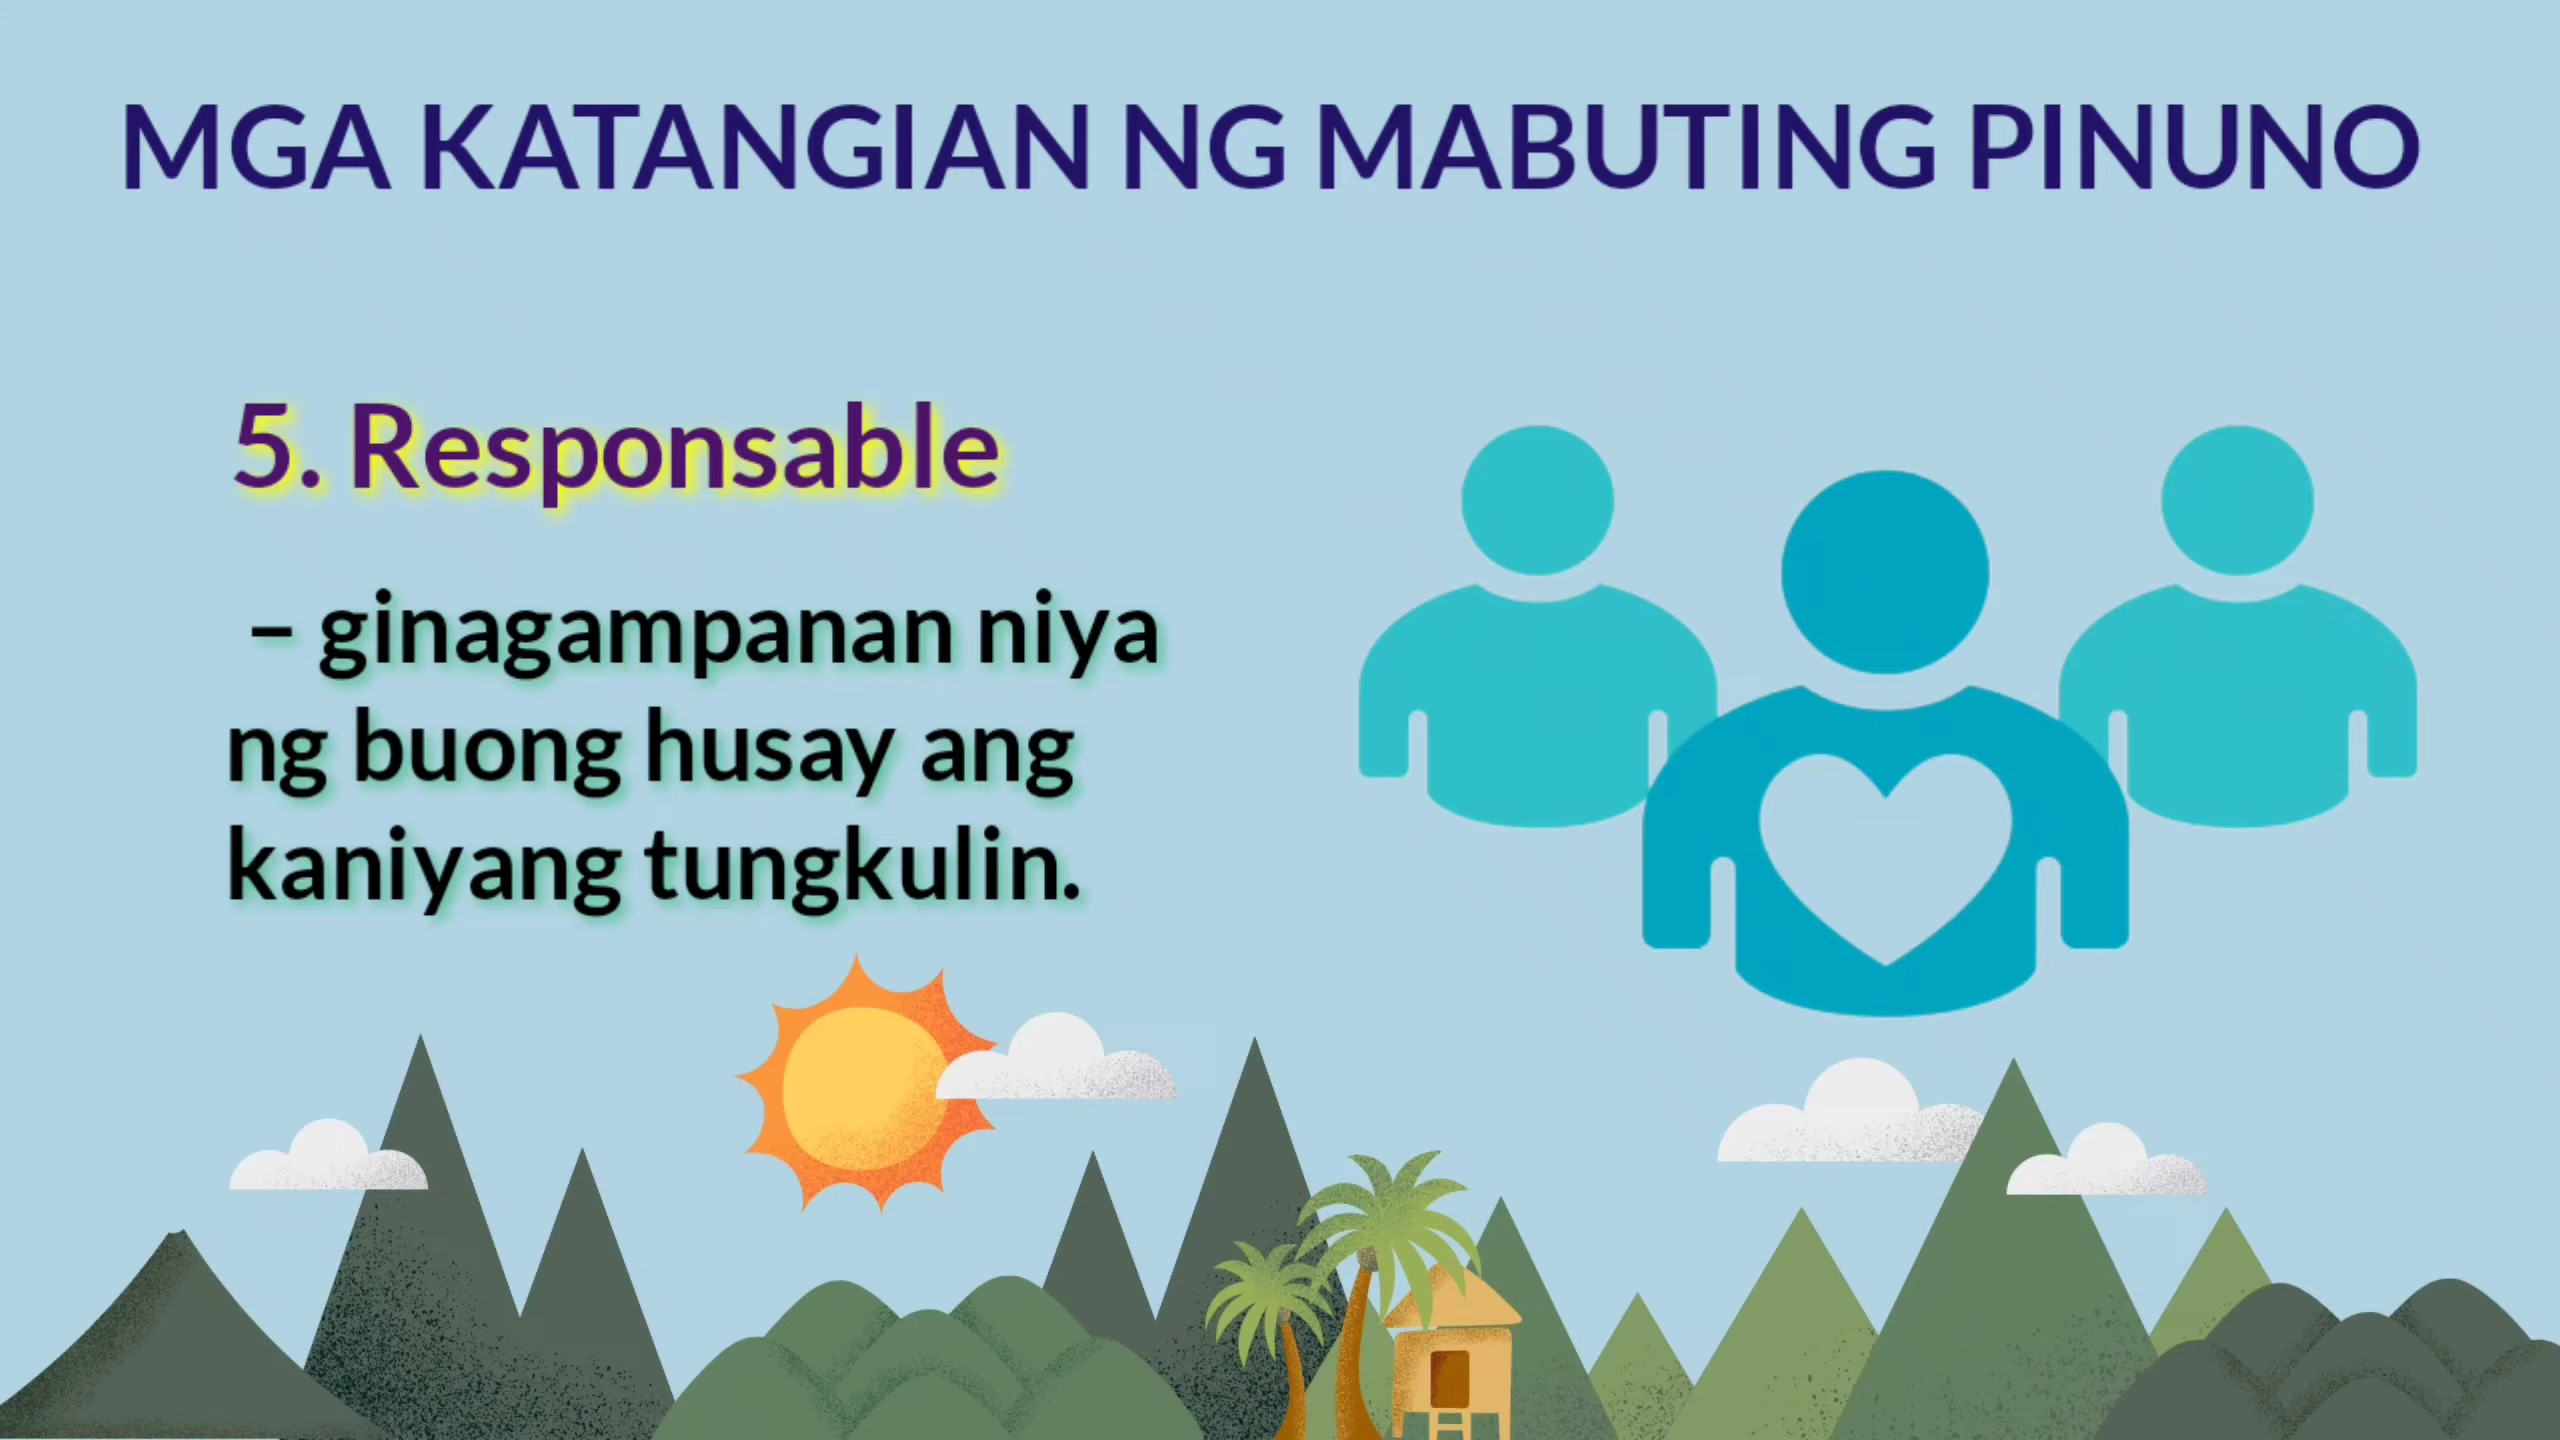 MGA KATANGIAN NG MABUTING PINUNO
5. Responsable
– ginagampanan niya
ng buong husay ang
kaniyang tungkulin.